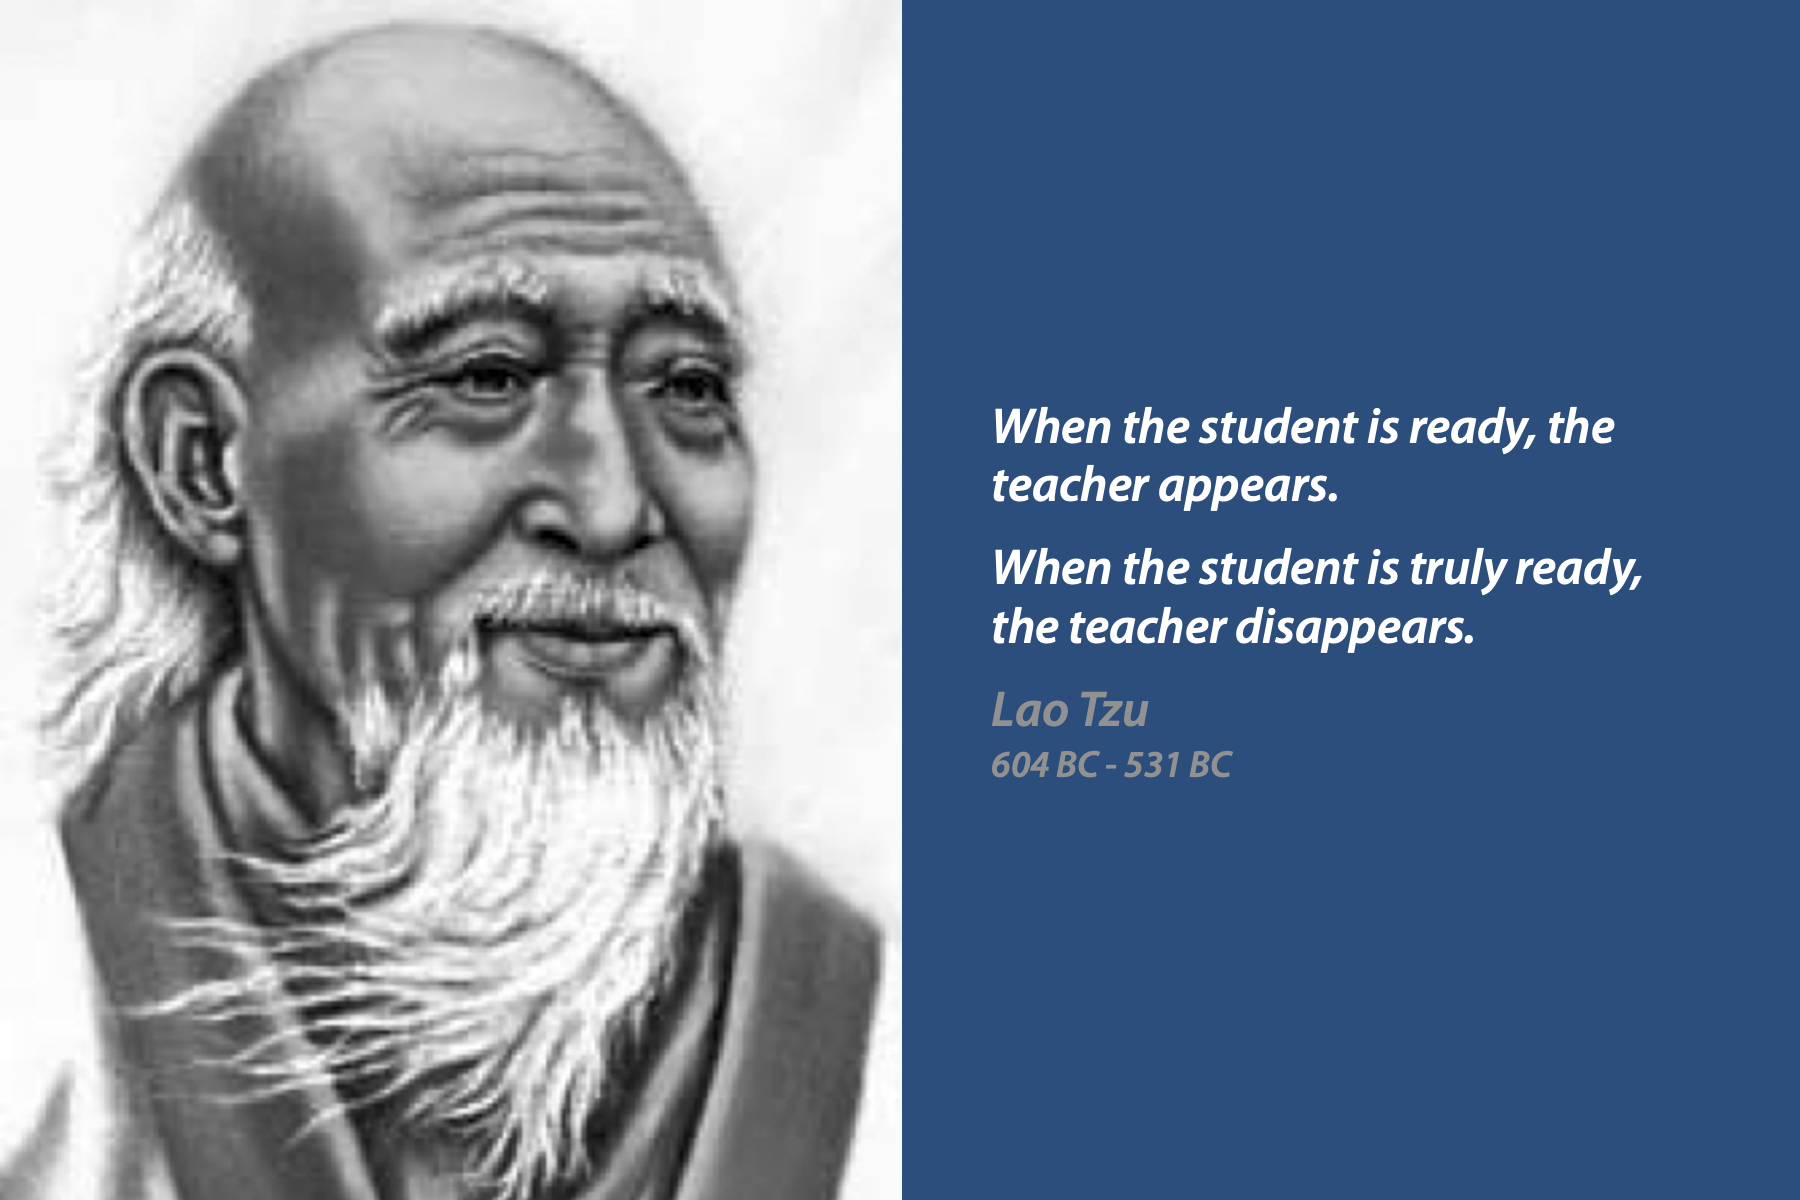 When the student is ready, the
teacher appears.
When the student is truly ready,
the teacher disappears.
Lao Tzu
604 BC - 531 BC